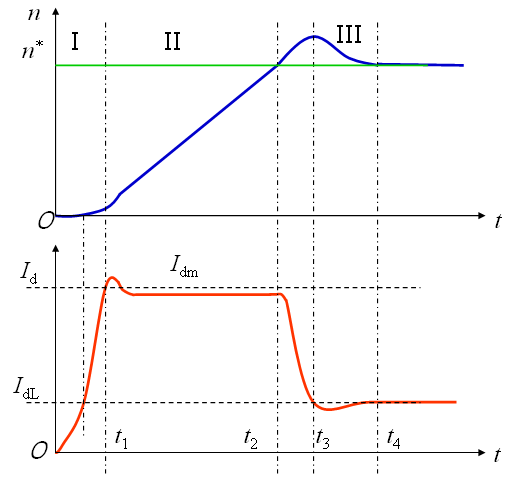 n
I
II
III
n*
O
t
I_d
I_dm
I_dL
t_1
t_2
t_3
t_4
O
t